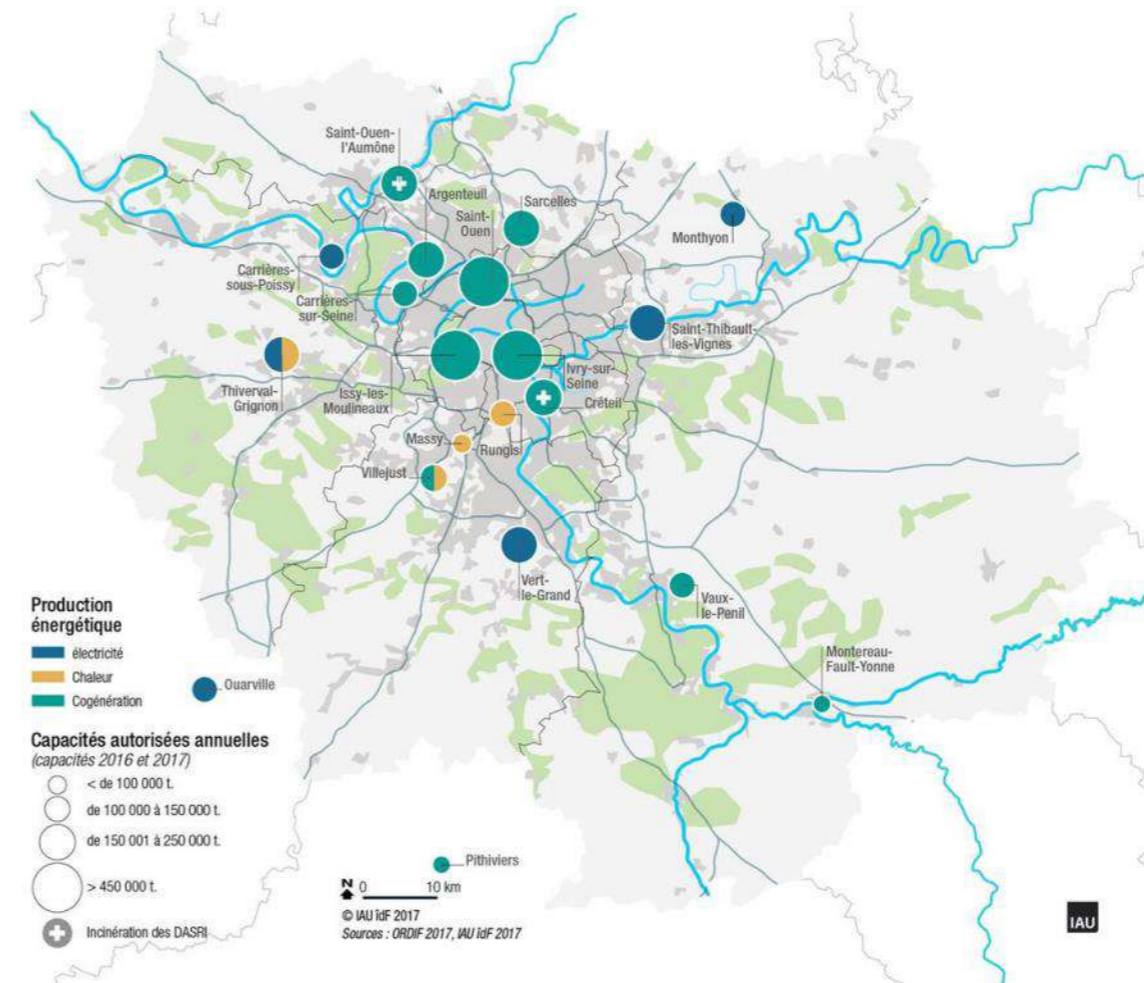 Saint-Ouen-
l'Aumône
Argenteuil
Saint-
Ouen
Sarcelles
Monthyon
Carrières-
sous-Poissy
Carrières-
sur-Seine
Saint-Thibault-
les-Vignes
Thiverval-
Grignon
Issy-les-
Moulineaux
Ivry-sur-
Seine
Créteil
Massy
Rungis
Villejust
Vert-
le-Grand
Vaux-
le-Penil
Montereau-
Fault-Yonne
Production
énergétique
électricité
Chaleur
Cogénération
Ouarville
Capacités autorisées annuelles
(capacités 2016 et 2017)
< de 100 000 t.
de 100 000 à 150 000 t.
de 150 001 à 250 000 t.
> 450 000 t.
Incinération des DASRI
Pithiviers
N 0 10 km
© IAU îdF 2017
Sources : ORDIF 2017, IAU îdF 2017
IAU